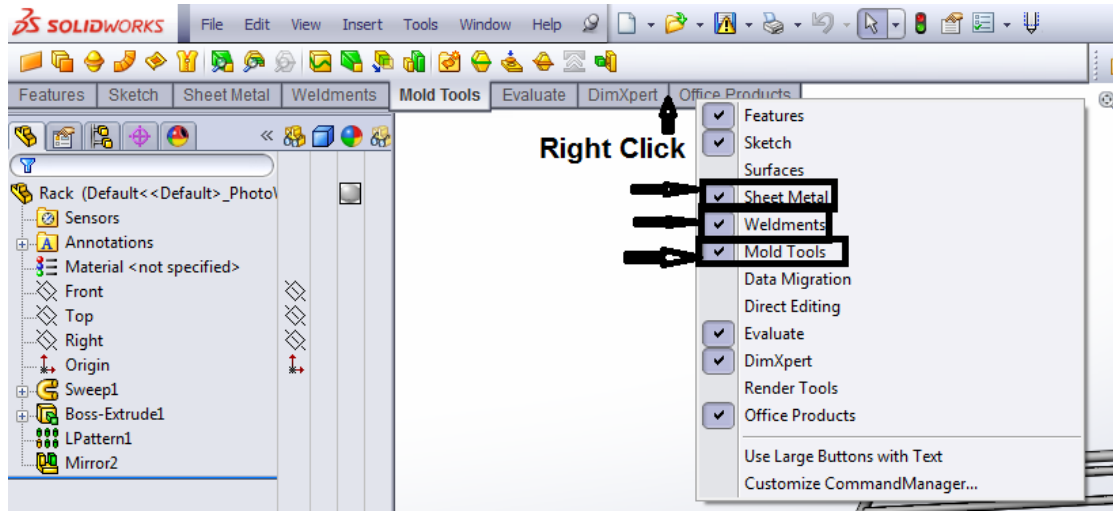 SOLIDWORKS File Edit View Insert Tools Window Help
Features Sketch Sheet Metal Weldments Mold Tools Evaluate DimXpert Office Products
Right Click
Features
Sketch
Surfaces
Sheet Metal
Weldments
Mold Tools
Data Migration
Direct Editing
Evaluate
DimXpert
Render Tools
Office Products
Use Large Buttons with Text
Customize CommandManager...
Rack (Default<<Default>_Photo
Sensors
Annotations
Material <not specified>
Front
Top
Right
Origin
Sweep1
Boss-Extrude1
LPattern1
Mirror2